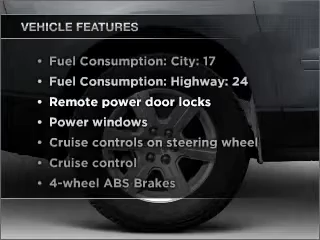 VEHICLE FEATURES
• Fuel Consumption: City: 17
• Fuel Consumption: Highway: 24
• Remote power door locks
• Power windows
• Cruise controls on steering wheel
• Cruise control
• 4-wheel ABS Brakes